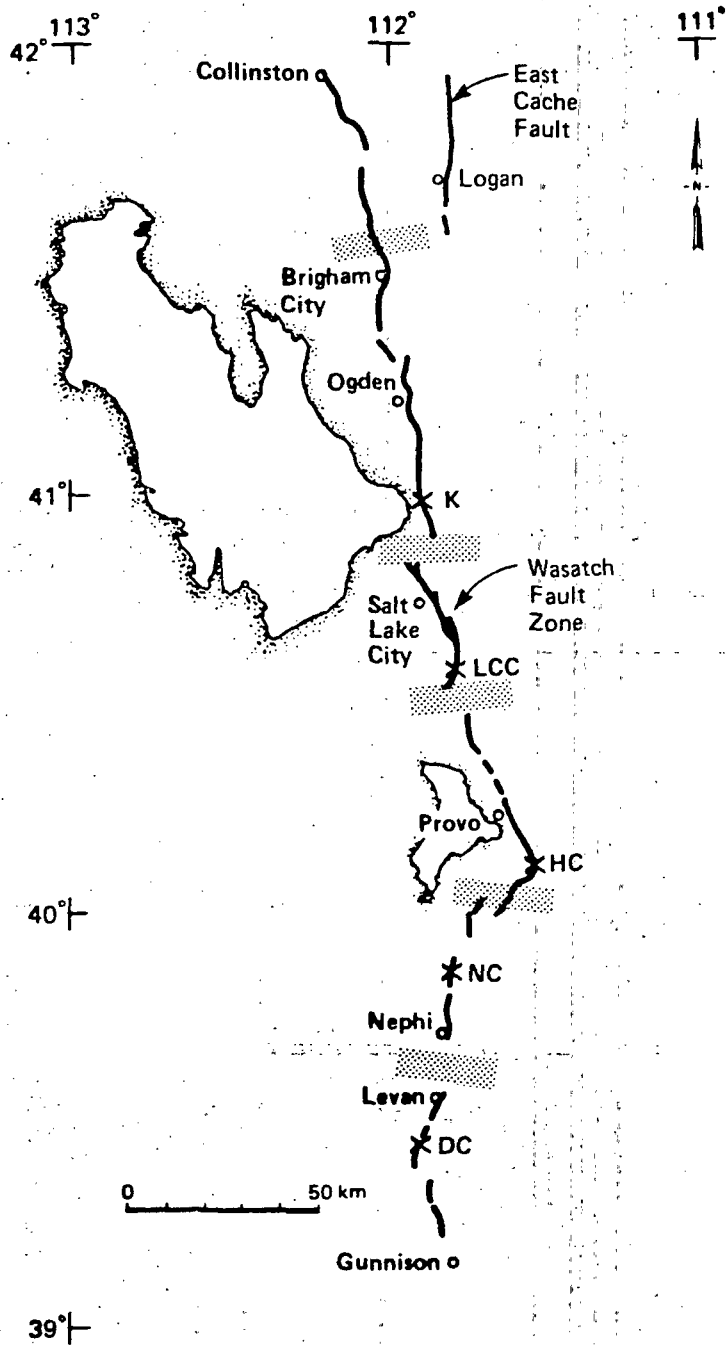 113°
112°
111°
42°
Collinston
East
Cache
Fault
Logan
N
Brigham
City
Ogden
41°
K
Wasatch
Fault
Zone
Salt
Lake
City
LCC
Provo
HC
40°
NC
Nephi
Levan
DC
0 50 km
Gunnison
39°